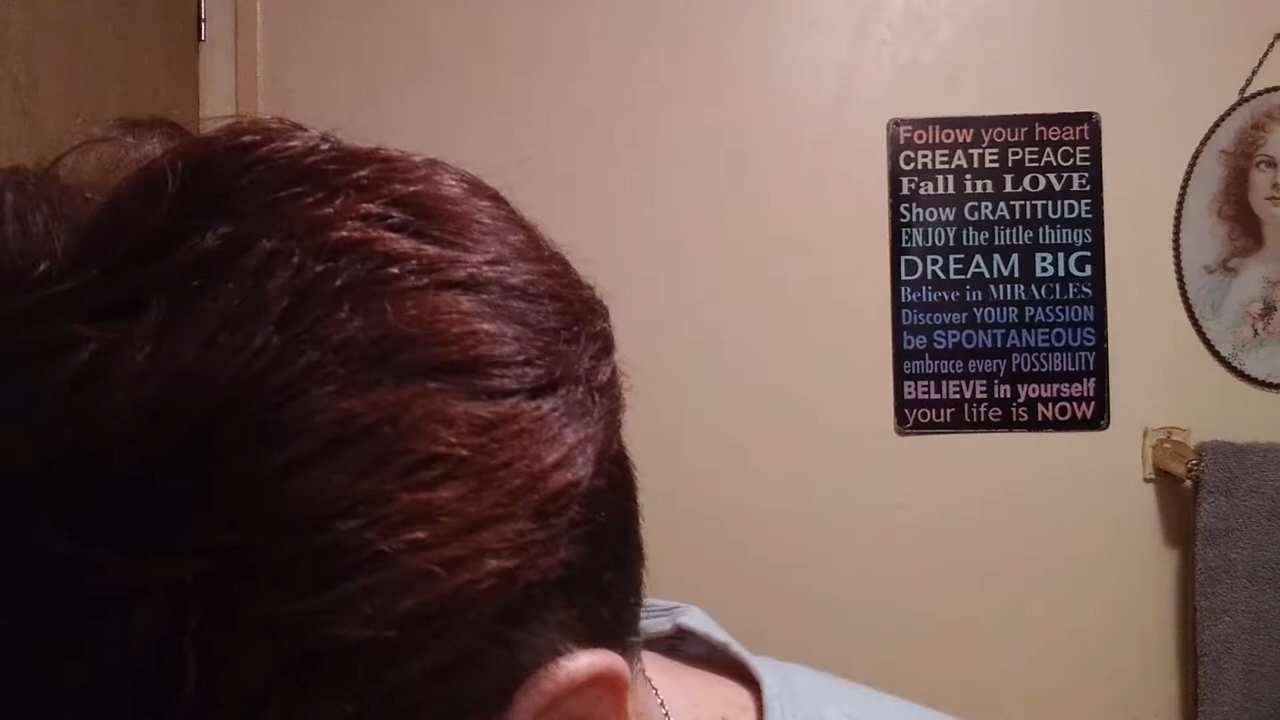 Follow your heart
CREATE PEACE
Fall in LOVE
Show GRATITUDE
ENJOY the little things
DREAM BIG
Believe in MIRACLES
Discover YOUR PASSION
be SPONTANEOUS
embrace every POSSIBILITY
BELIEVE in yourself
your life is NOW